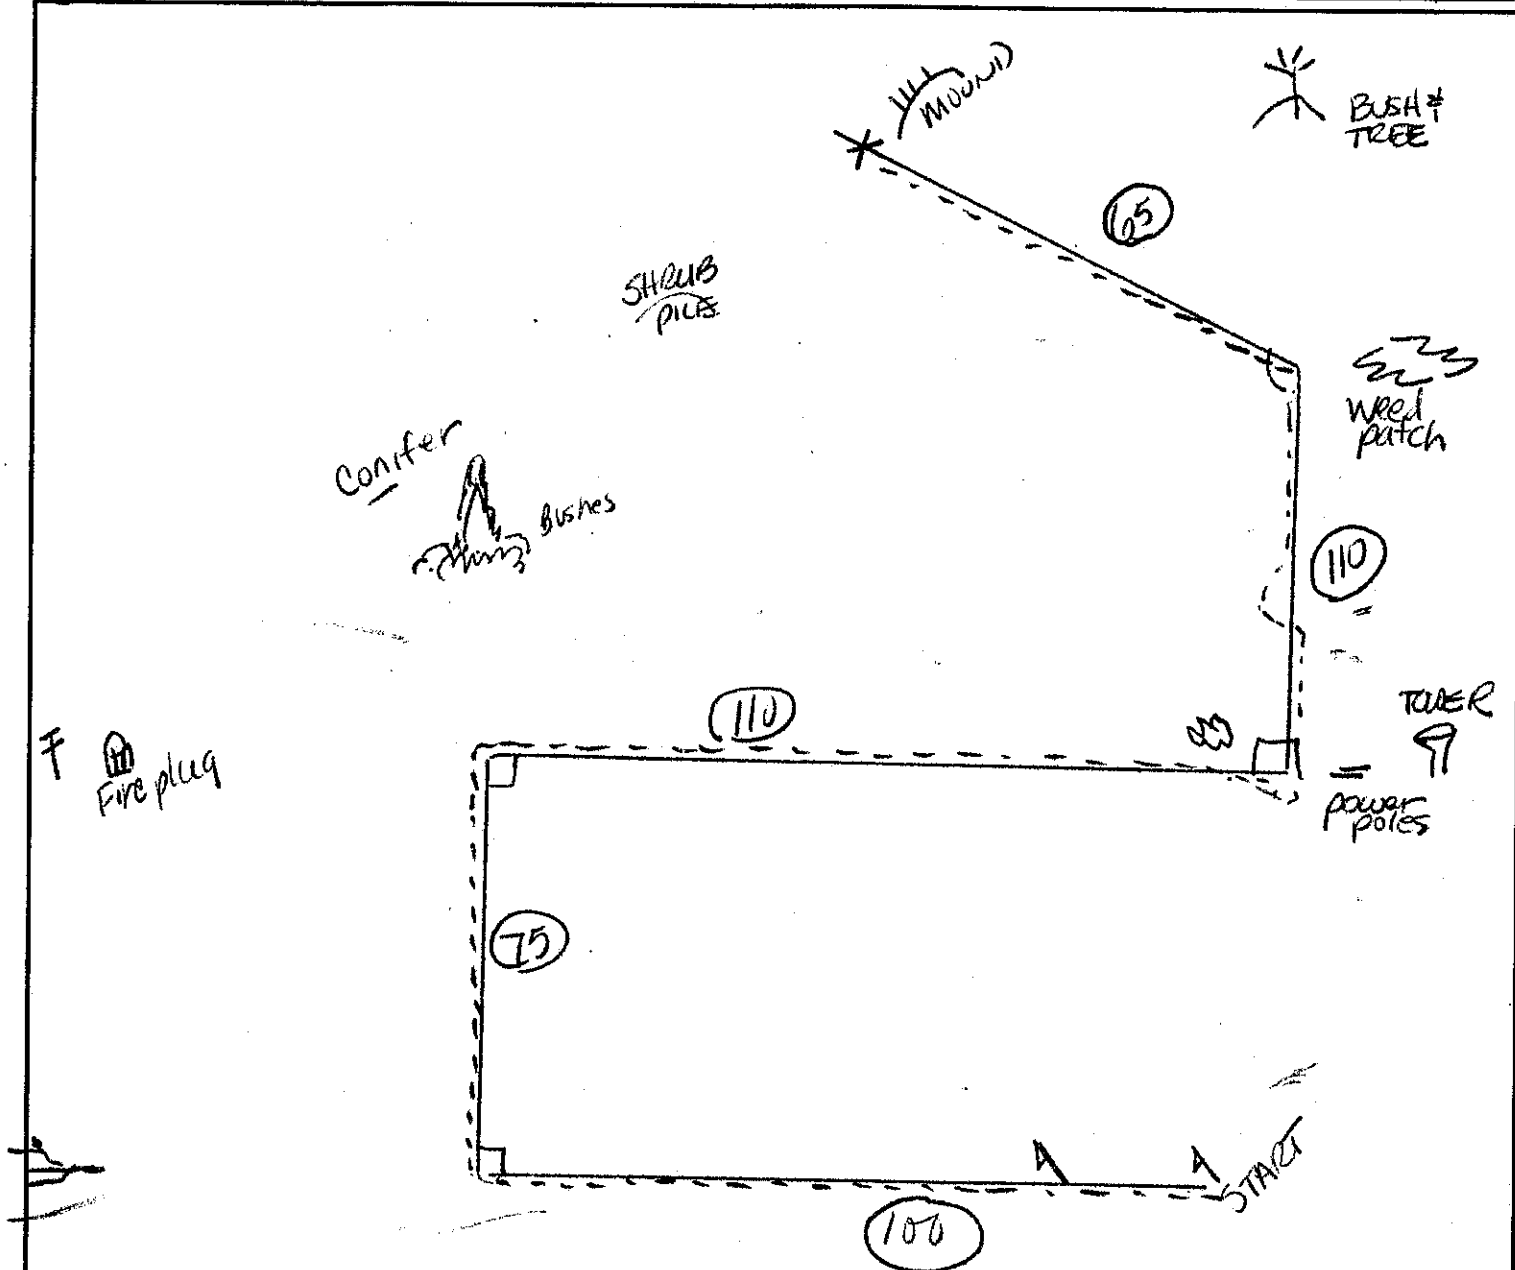 MOUND
BUSH &
TREE
65
SHRUB
PILE
weed
patch
Conifer
Bushes
110
110
TOWER
Fire plug
power
poles
75
START
100